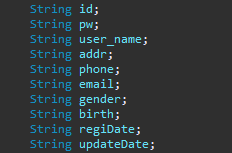 String id;
String pw;
String user_name;
String addr;
String phone;
String email;
String gender;
String birth;
String regiDate;
String updateDate;